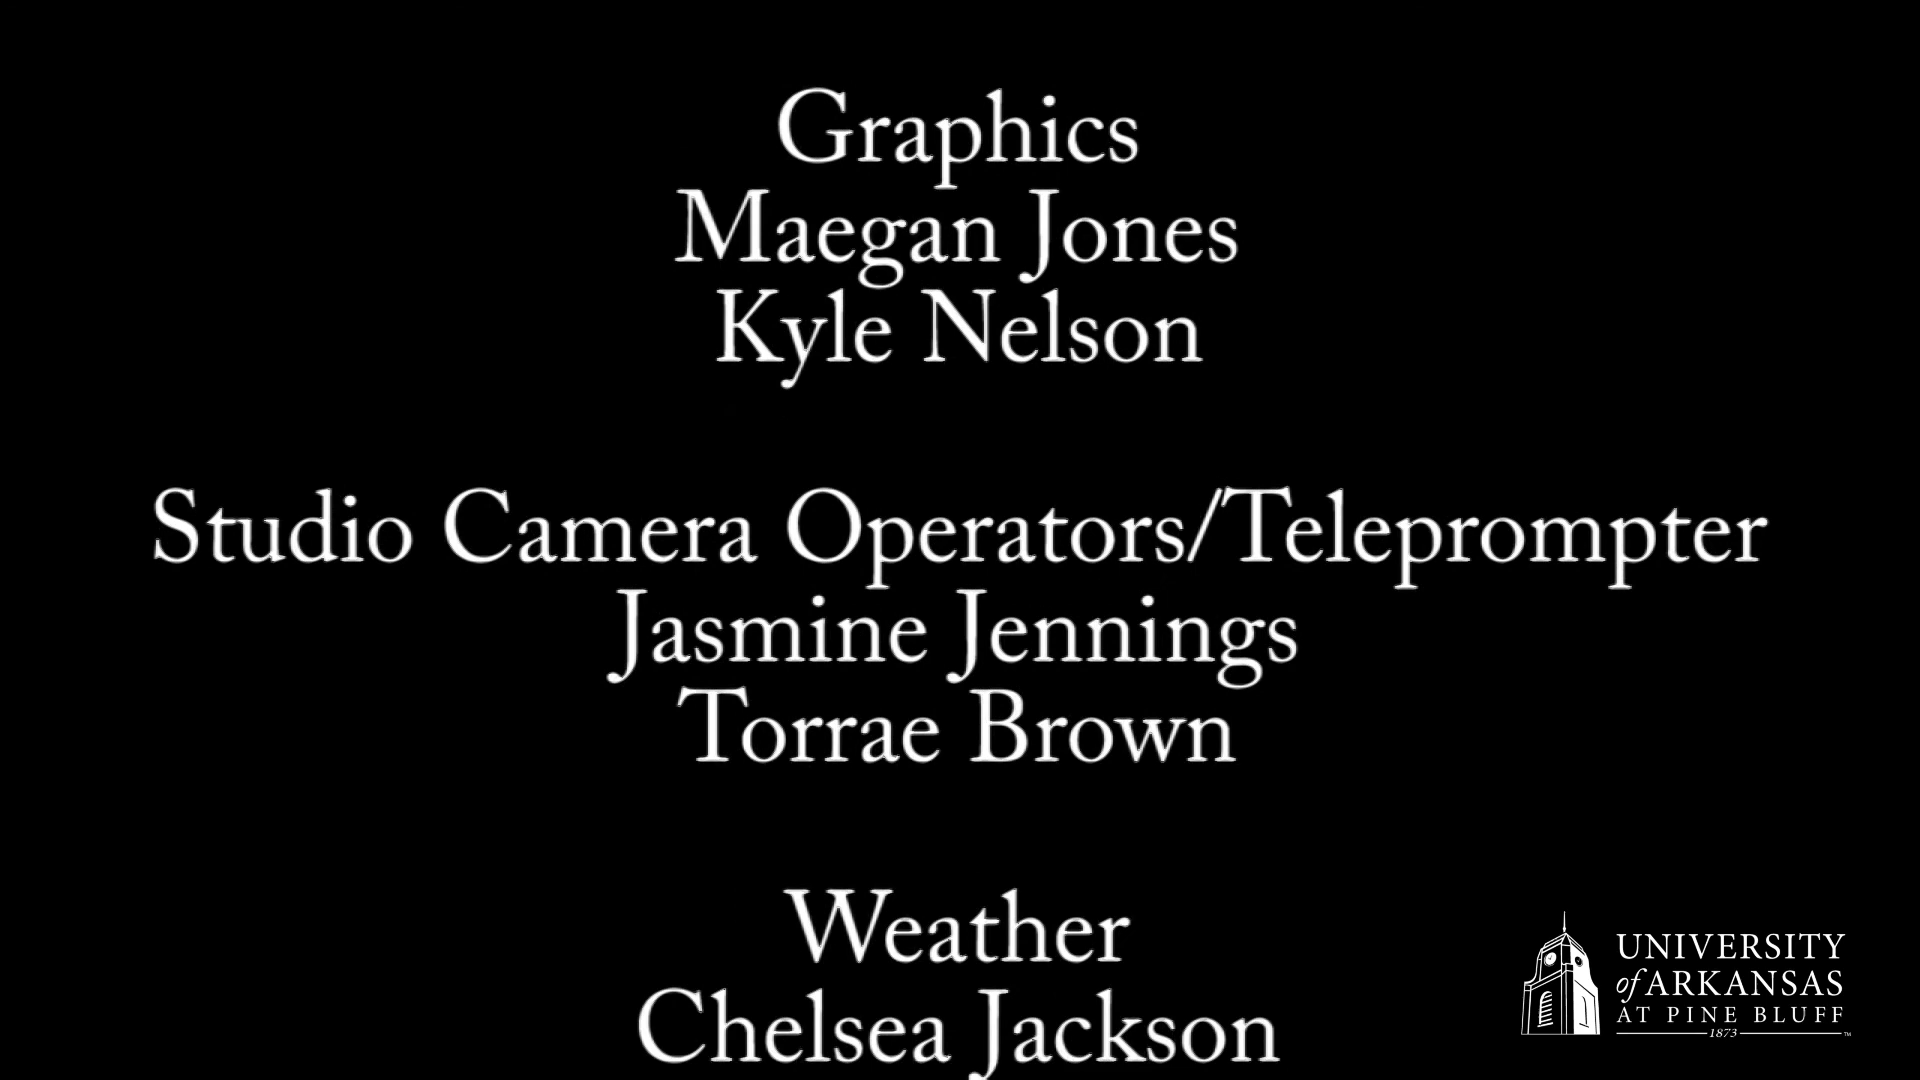 Graphics
Maegan Jones
Kyle Nelson
Studio Camera Operators/Teleprompter
Jasmine Jennings
Torrae Brown
Weather
Chelsea Jackson
UNIVERSITY
of ARKANSAS
AT PINE BLUFF
1873
TM